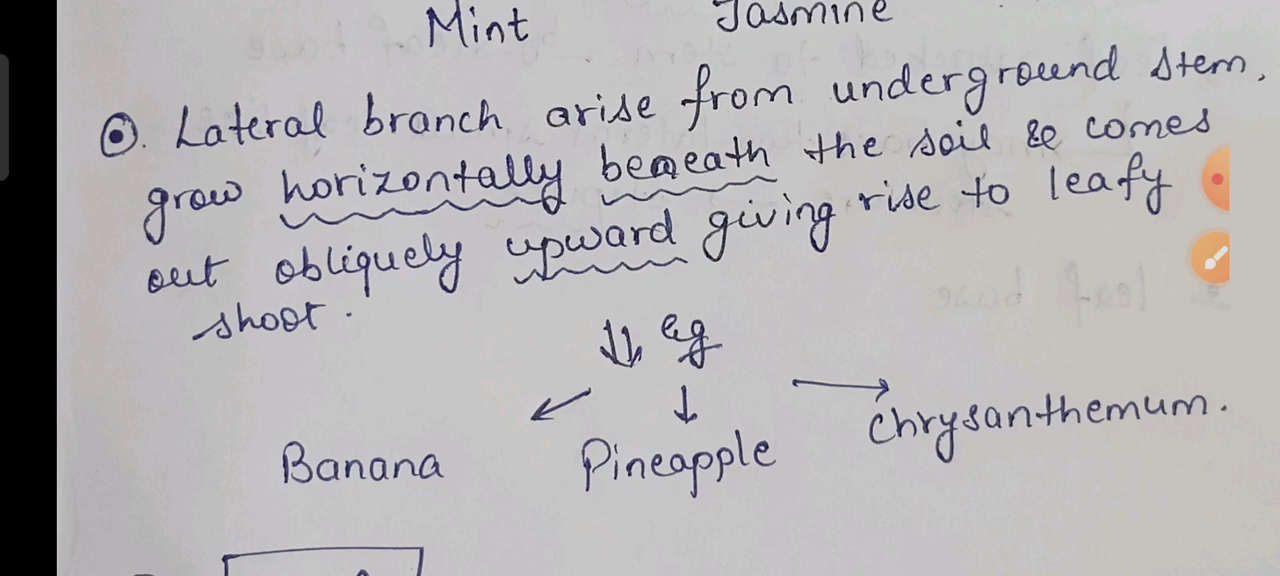 Mint Jasmine
⊙. Lateral branch arise from underground stem,
grow horizontally beneath the soil & comes
out obliquely upward giving rise to leafy
shoot.
⇓ eg
Banana Pineapple Chrysanthemum.